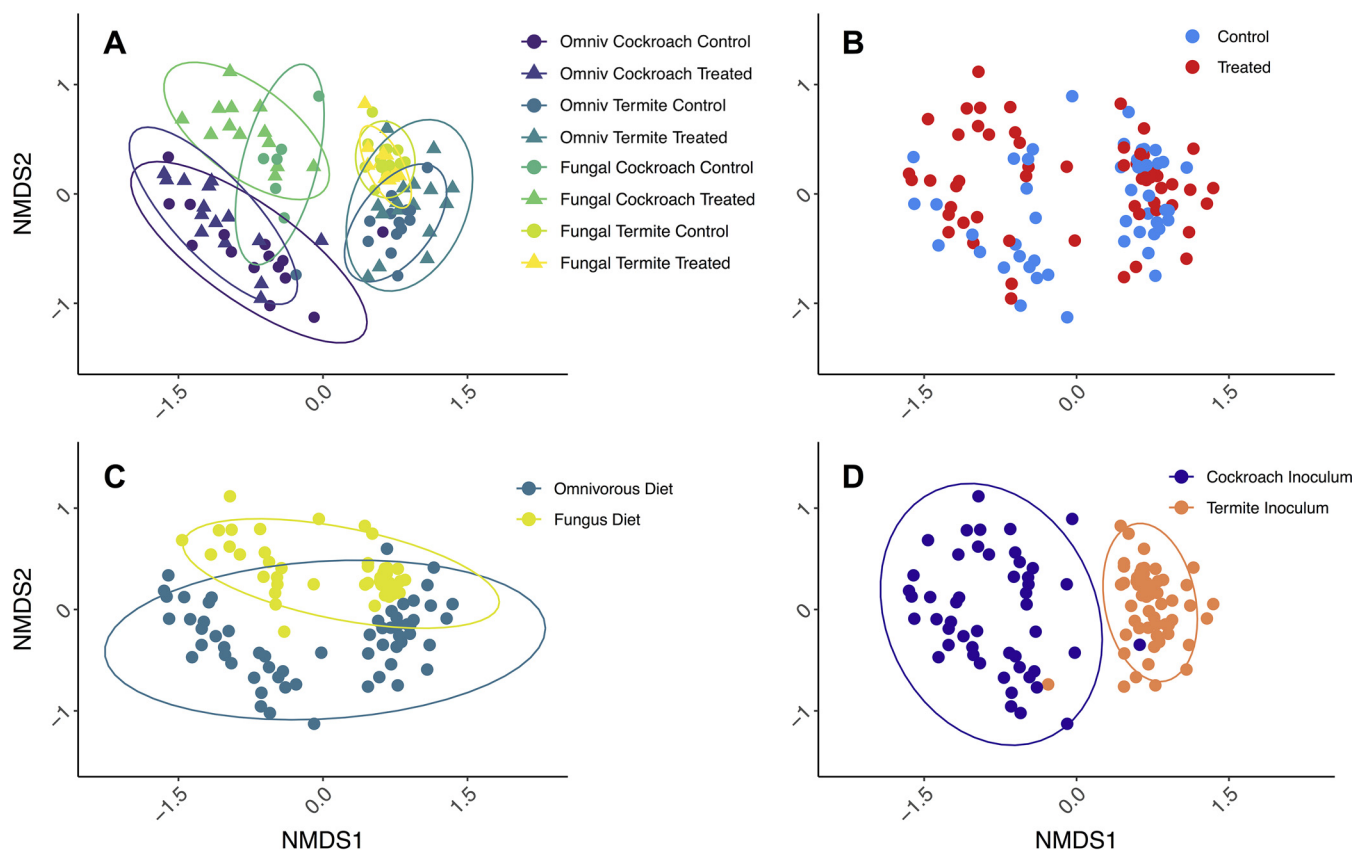 A
Omniv Cockroach Control
Omniv Cockroach Treated
Omniv Termite Control
Omniv Termite Treated
Fungal Cockroach Control
Fungal Cockroach Treated
Fungal Termite Control
Fungal Termite Treated
NMDS2
1
0
−1
−1.5
0.0
1.5
B
Control
Treated
1
0
−1
−1.5
0.0
1.5
C
Omnivorous Diet
Fungus Diet
NMDS2
1
0
−1
−1.5
0.0
1.5
NMDS1
D
Cockroach Inoculum
Termite Inoculum
1
0
−1
−1.5
0.0
1.5
NMDS1